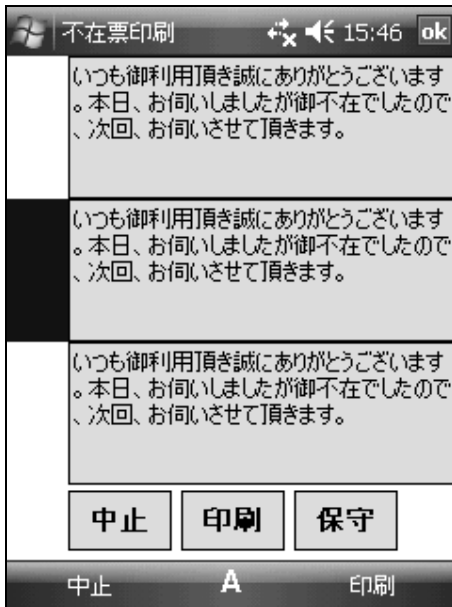 不在票印刷 15:46 ok
いつも御利用頂き誠にありがとうございます
。本日、お伺いしましたが御不在でしたので
、次回、お伺いさせて頂きます。
いつも御利用頂き誠にありがとうございます
。本日、お伺いしましたが御不在でしたので
、次回、お伺いさせて頂きます。
いつも御利用頂き誠にありがとうございます
。本日、お伺いしましたが御不在でしたので
、次回、お伺いさせて頂きます。
中止 印刷 保守
中止 A 印刷